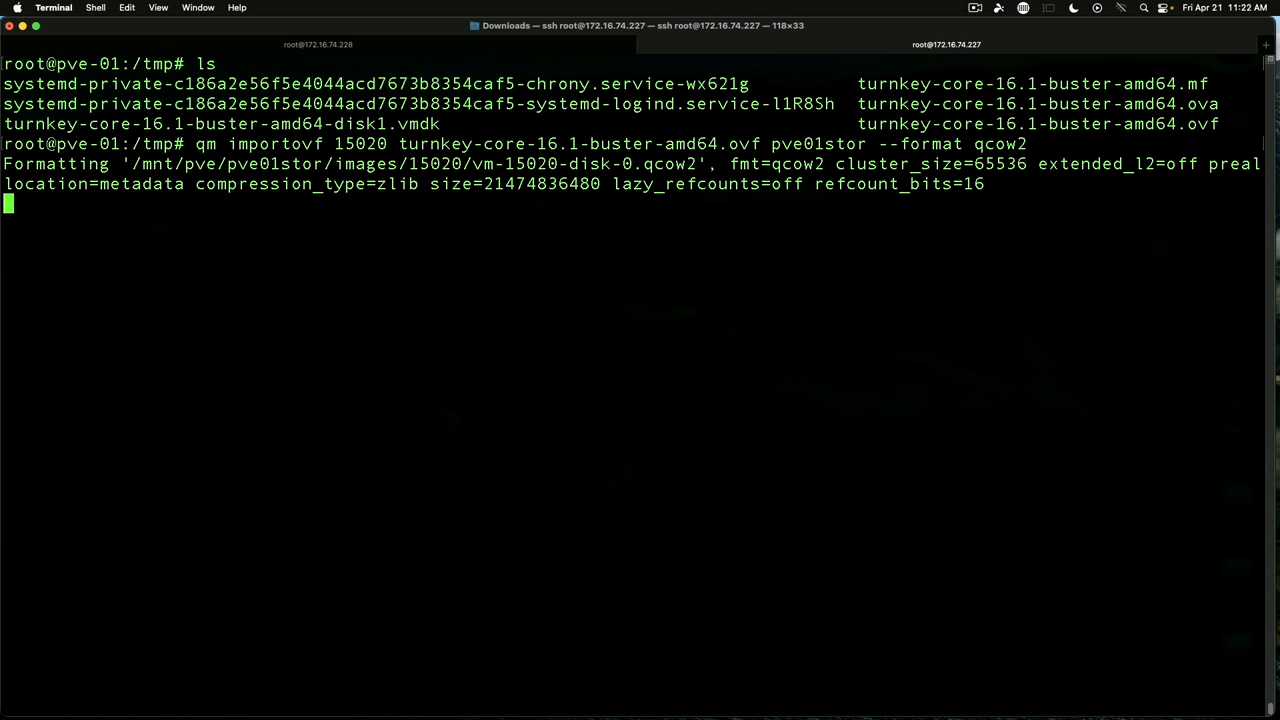 Terminal Shell Edit View Window Help Fri Apr 21 11:22 AM
Downloads — ssh root@172.16.74.227 — ssh root@172.16.74.227 — 118×33
root@172.16.74.228 root@172.16.74.227
root@pve-01:/tmp# ls
systemd-private-c186a2e56f5e4044acd7673b8354caf5-chrony.service-wx621g turnkey-core-16.1-buster-amd64.mf
systemd-private-c186a2e56f5e4044acd7673b8354caf5-systemd-logind.service-l1R8Sh turnkey-core-16.1-buster-amd64.ova
turnkey-core-16.1-buster-amd64-disk1.vmdk turnkey-core-16.1-buster-amd64.ovf
root@pve-01:/tmp# qm importovf 15020 turnkey-core-16.1-buster-amd64.ovf pve01stor --format qcow2
Formatting '/mnt/pve/pve01stor/images/15020/vm-15020-disk-0.qcow2', fmt=qcow2 cluster_size=65536 extended_l2=off preal
location=metadata compression_type=zlib size=21474836480 lazy_refcounts=off refcount_bits=16